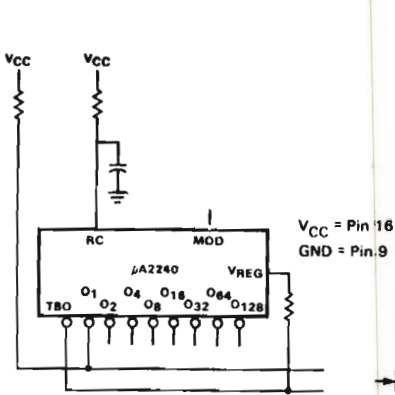 VCC VCC
VCC = Pin 16
GND = Pin 9
RC MOD
μA2240 VREG
TBO O1 O2 O4 O8 O16 O32 O64 O128